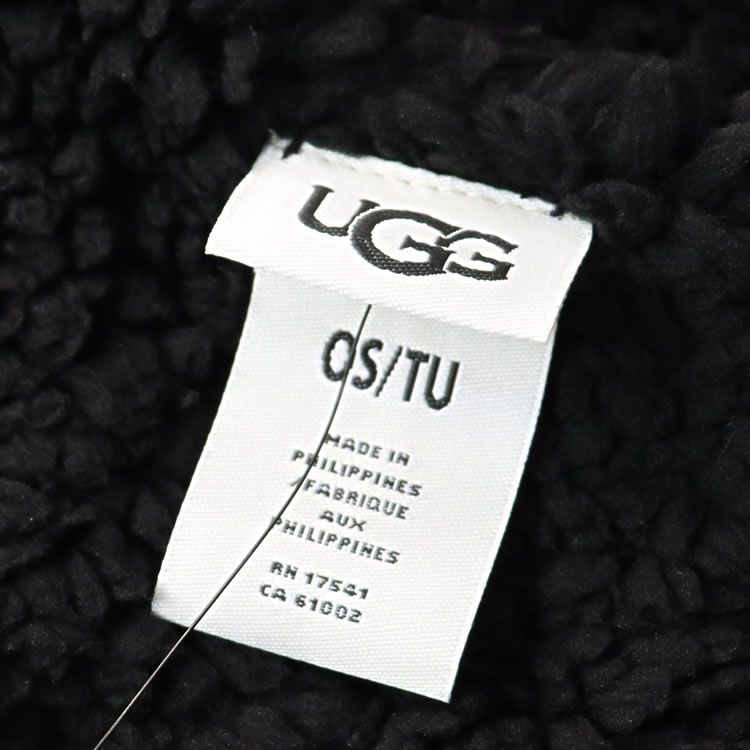 UGG
OS/TU
MADE IN
PHILIPPINES
/FABRIQUE
AUX
PHILIPPINES
RN 17541
CA 61002